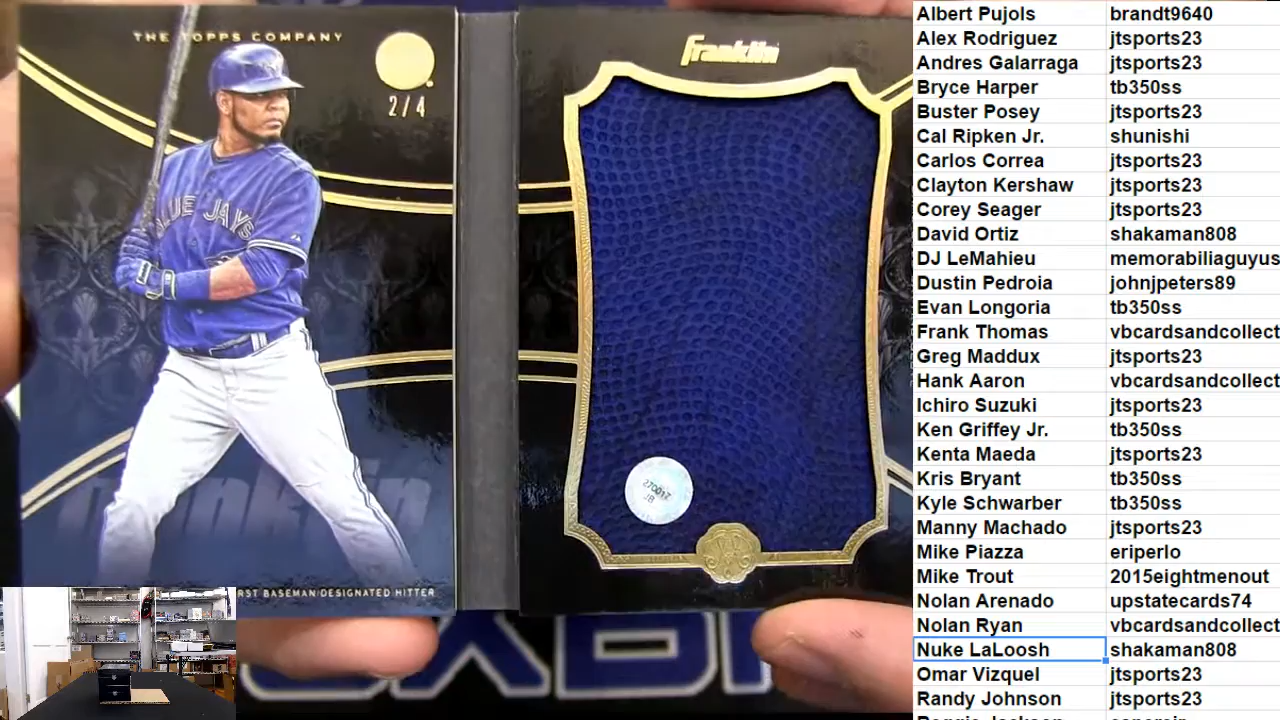 THE TOPPS COMPANY
2/4
BLUE JAYS
FIRST BASEMAN/DESIGNATED HITTER
Franklin
270017
JB
Albert Pujols brandt9640
Alex Rodriguez jtsports23
Andres Galarraga jtsports23
Bryce Harper tb350ss
Buster Posey jtsports23
Cal Ripken Jr. shunishi
Carlos Correa jtsports23
Clayton Kershaw jtsports23
Corey Seager jtsports23
David Ortiz shakaman808
DJ LeMahieu memorabiliaguyus
Dustin Pedroia johnjpeters89
Evan Longoria tb350ss
Frank Thomas vbcardsandcollect
Greg Maddux jtsports23
Hank Aaron vbcardsandcollect
Ichiro Suzuki jtsports23
Ken Griffey Jr. tb350ss
Kenta Maeda jtsports23
Kris Bryant tb350ss
Kyle Schwarber tb350ss
Manny Machado jtsports23
Mike Piazza eriperlo
Mike Trout 2015eightmenout
Nolan Arenado upstatecards74
Nolan Ryan vbcardsandcollect
Nuke LaLoosh shakaman808
Omar Vizquel jtsports23
Randy Johnson jtsports23